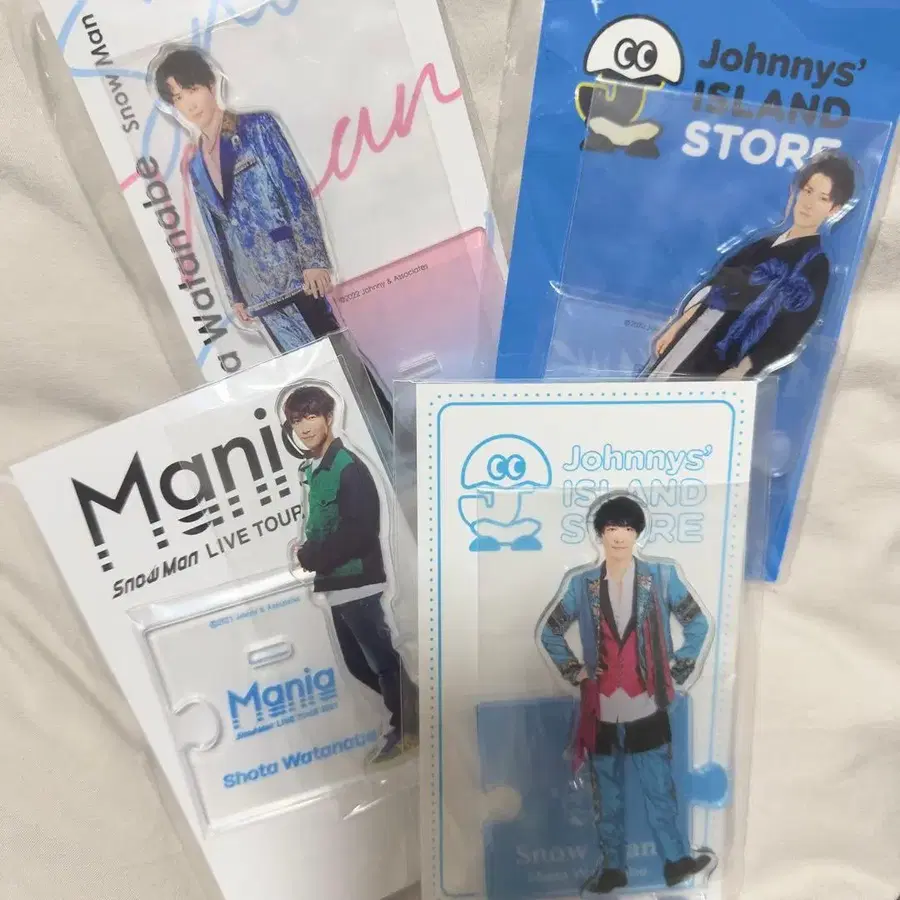 Snow Man
a Watanabe
an
©2022 Johnny & Associates
Johnnys'
ISLAND
STORE
Mania
Snow Man LIVE TOUR
©2021 Johnny & Associates
Mania
Snow Man LIVE TOUR 2021
Shota Watanabe
Johnnys'
ISLAND
STORE
Snow Man